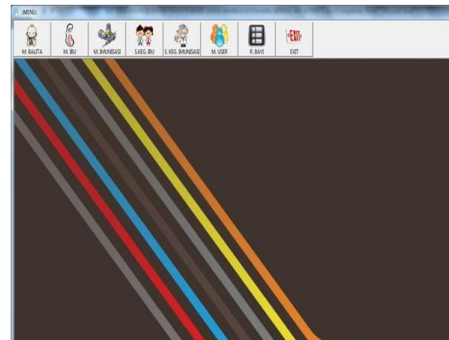 .:MENU:.
M. BALITA M. IBU M. IMUNISASI S.KEG. IBU S. KEG. IMUNISASI M. USER R. BAYI EXIT